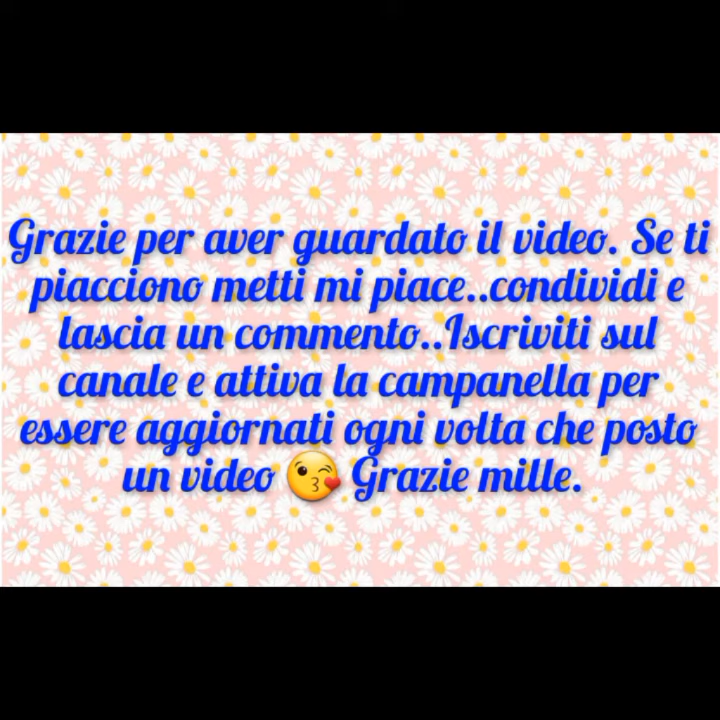 Grazie per aver guardato il video. Se ti
piacciono metti mi piace..condividi e
lascia un commento..Iscriviti sul
canale e attiva la campanella per
essere aggiornati ogni volta che posto
un video 😘 Grazie mille.